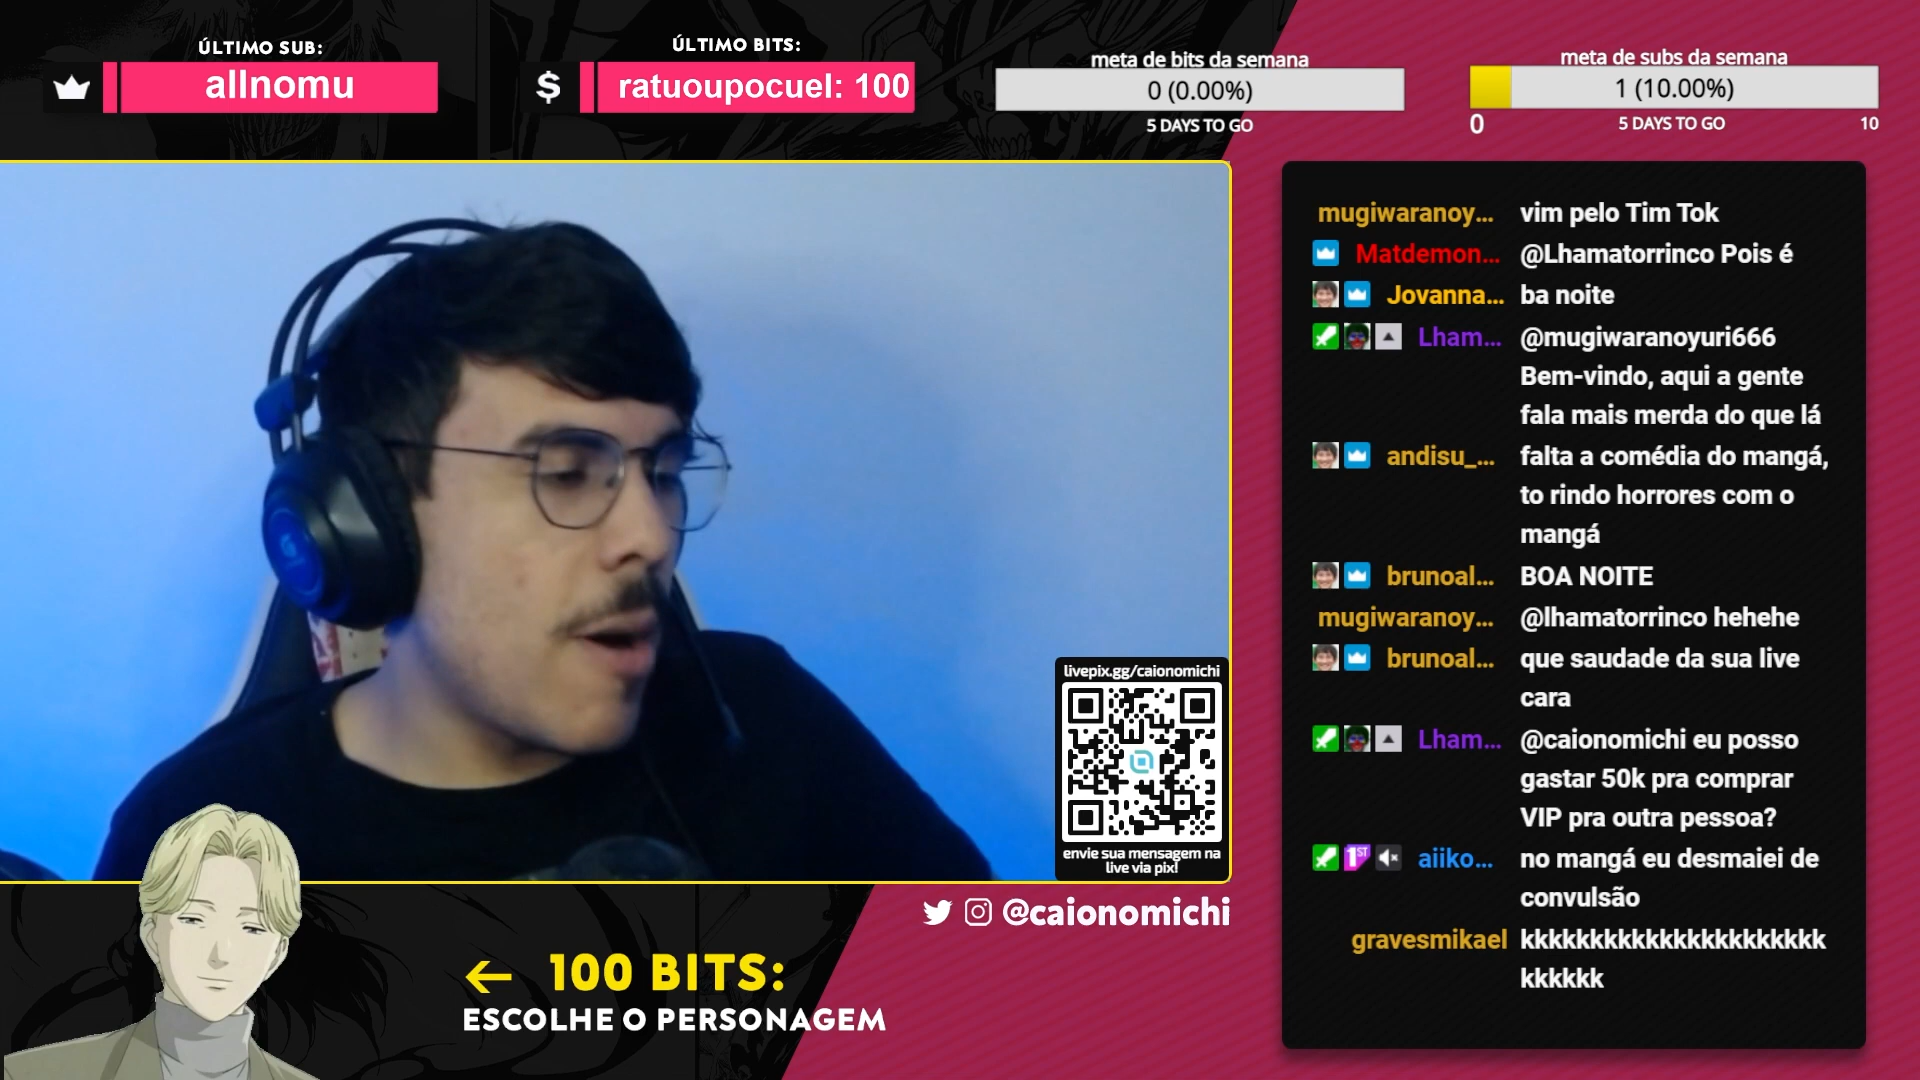 ÚLTIMO SUB:
allnomu
ÚLTIMO BITS:
$
ratuoupocuel: 100
meta de bits da semana
0 (0.00%)
5 DAYS TO GO
meta de subs da semana
1 (10.00%)
0
5 DAYS TO GO
10
mugiwaranoy... vim pelo Tim Tok
Matdemon... @Lhamatorrinco Pois é
Jovanna... ba noite
Lham... @mugiwaranoyuri666
Bem-vindo, aqui a gente
fala mais merda do que lá
andisu_... falta a comédia do mangá,
to rindo horrores com o
mangá
brunoal... BOA NOITE
mugiwaranoy... @lhamatorrinco hehehe
brunoal... que saudade da sua live
cara
Lham... @caionomichi eu posso
gastar 50k pra comprar
VIP pra outra pessoa?
1ST aiiko... no mangá eu desmaiei de
convulsão
gravesmikael kkkkkkkkkkkkkkkkkkkkkk
kkkkkk
livepix.gg/caionomichi
envie sua mensagem na
live via pix!
@caionomichi
← 100 BITS:
ESCOLHE O PERSONAGEM